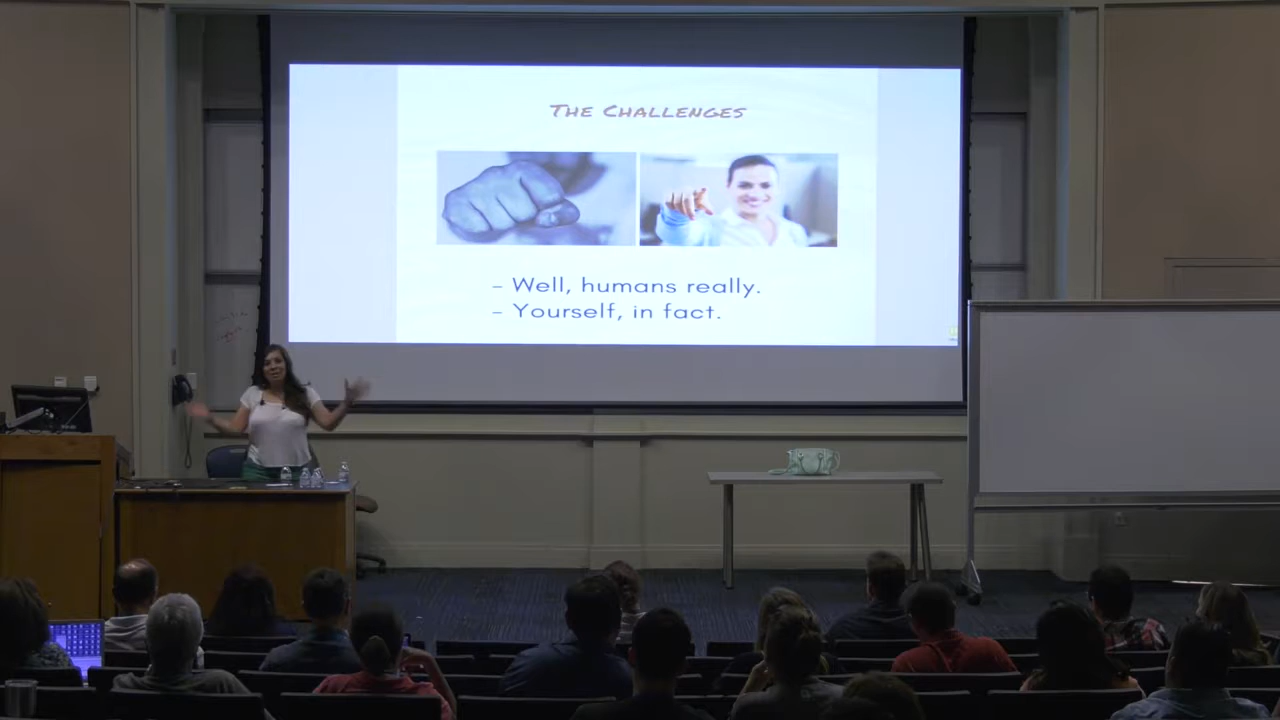 The Challenges
– Well, humans really.
– Yourself, in fact.